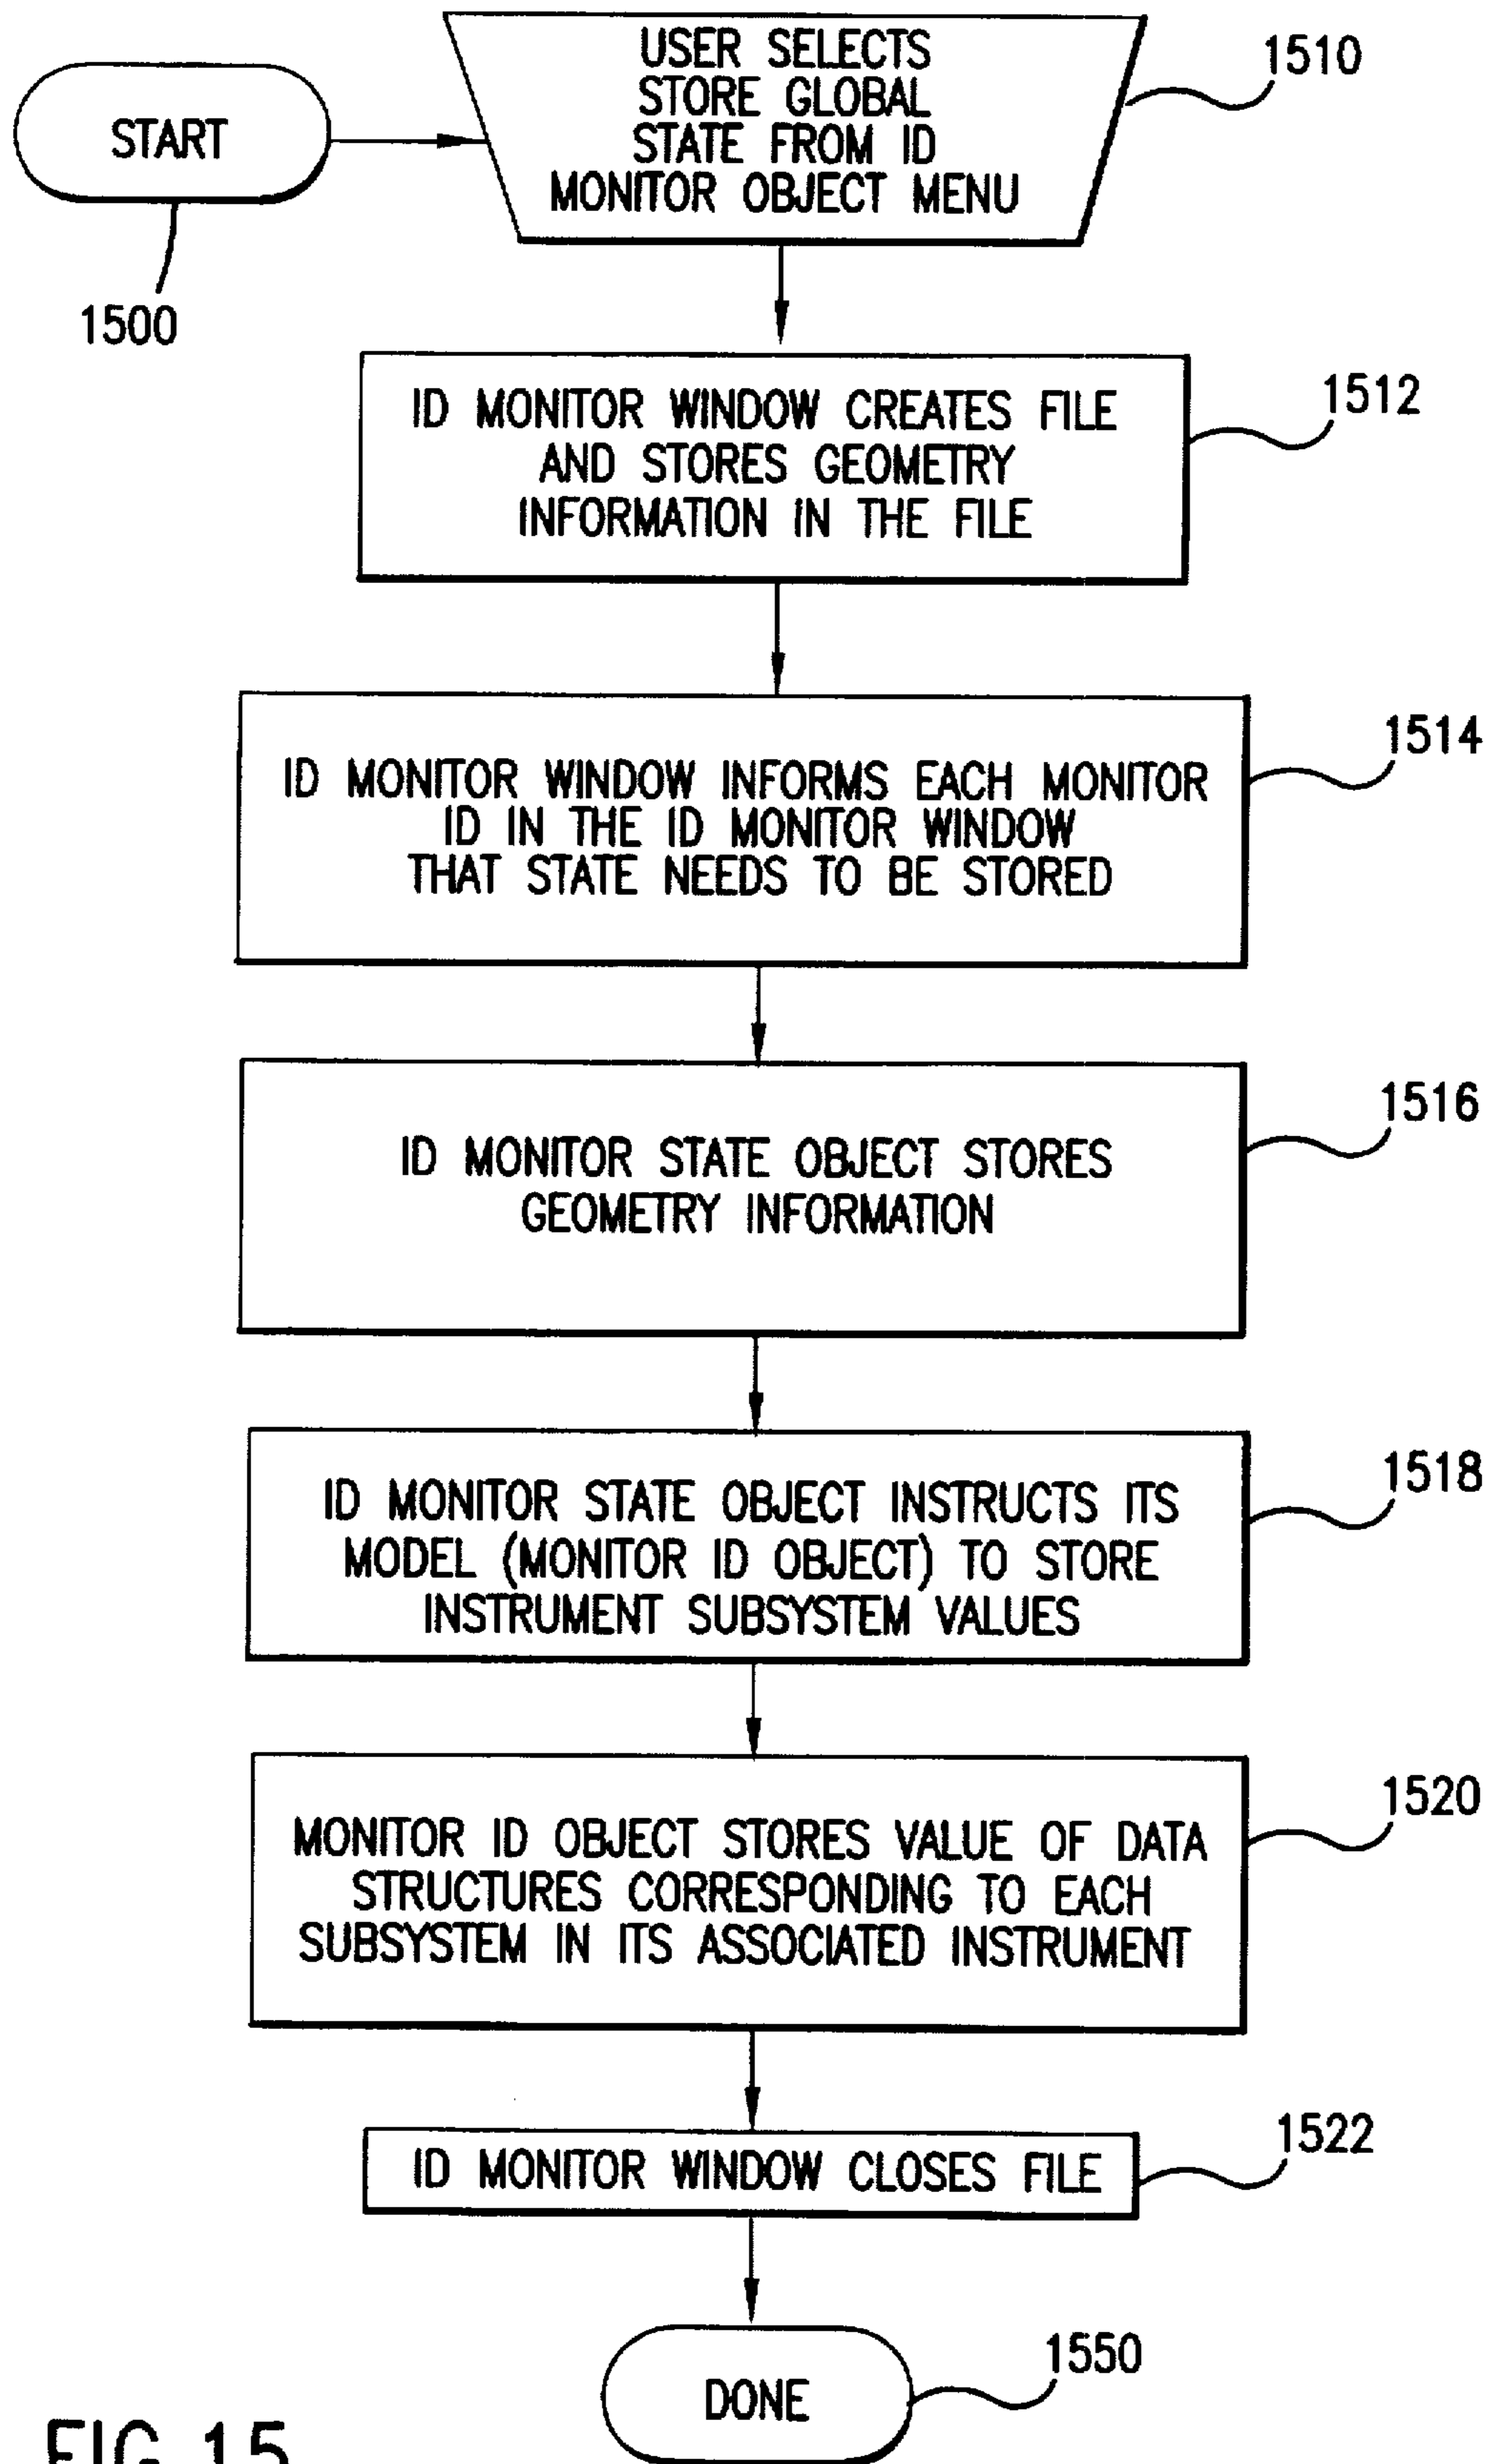 START
1500
USER SELECTS
STORE GLOBAL
STATE FROM ID
MONITOR OBJECT MENU
1510
ID MONITOR WINDOW CREATES FILE
AND STORES GEOMETRY
INFORMATION IN THE FILE
1512
ID MONITOR WINDOW INFORMS EACH MONITOR
ID IN THE ID MONITOR WINDOW
THAT STATE NEEDS TO BE STORED
1514
ID MONITOR STATE OBJECT STORES
GEOMETRY INFORMATION
1516
ID MONITOR STATE OBJECT INSTRUCTS ITS
MODEL (MONITOR ID OBJECT) TO STORE
INSTRUMENT SUBSYSTEM VALUES
1518
MONITOR ID OBJECT STORES VALUE OF DATA
STRUCTURES CORRESPONDING TO EACH
SUBSYSTEM IN ITS ASSOCIATED INSTRUMENT
1520
ID MONITOR WINDOW CLOSES FILE
1522
DONE
1550
FIG. 15